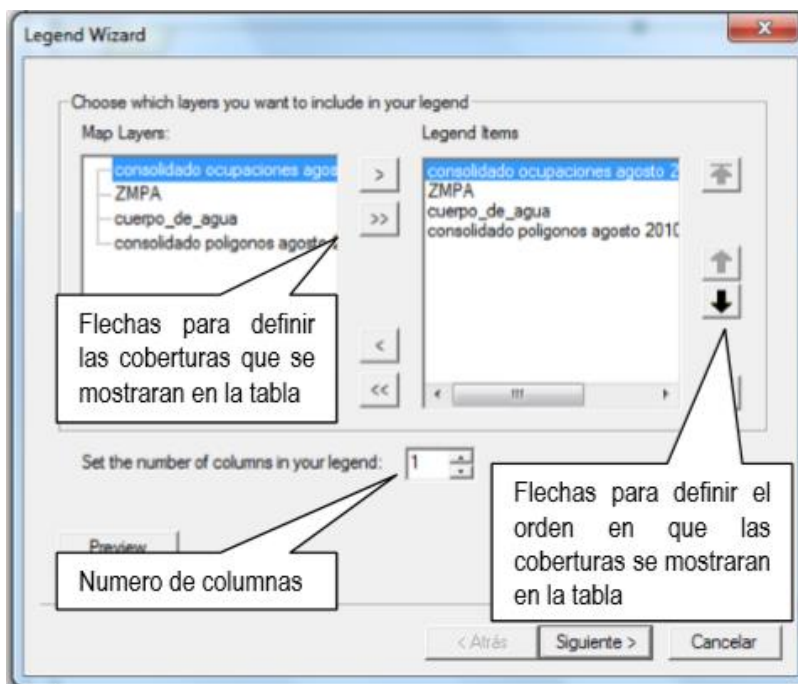 Legend Wizard
Choose which layers you want to include in your legend
Map Layers:
consolidado ocupaciones agos
ZMPA
cuerpo_de_agua
consolidado poligonos agosto
>
>>
<
<<
Legend Items
consolidado ocupaciones agosto 2
ZMPA
cuerpo_de_agua
consolidado poligonos agosto 2010
Flechas para definir
las coberturas que se
mostraran en la tabla
Set the number of columns in your legend:
1
Flechas para definir el
orden en que las
coberturas se mostraran
en la tabla
Preview
Numero de columnas
< Atrás
Siguiente >
Cancelar